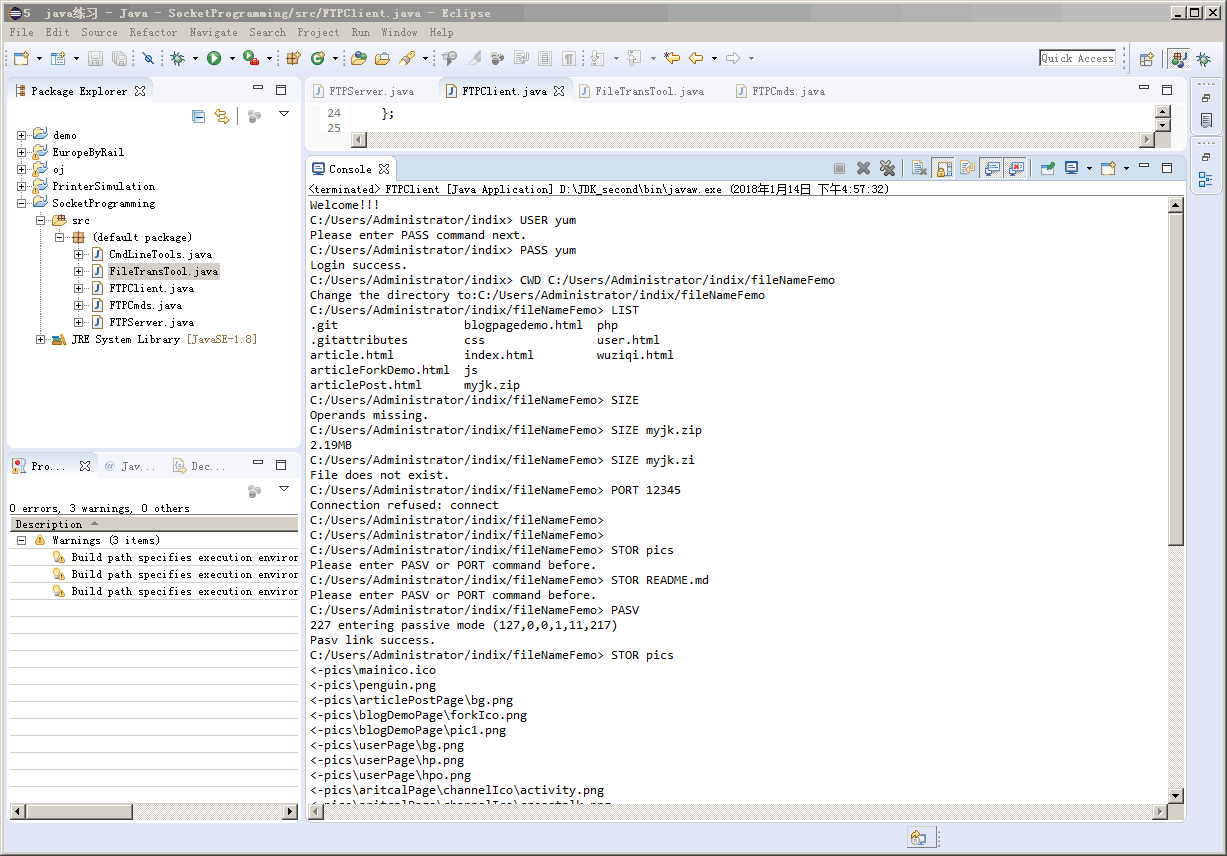 5 java练习 - Java - SocketProgramming/src/FTPClient.java - Eclipse
File Edit Source Refactor Navigate Search Project Run Window Help
Quick Access
Package Explorer
demo
EuropeByRail
oj
PrinterSimulation
SocketProgramming
src
(default package)
CmdLineTools.java
FileTransTool.java
FTPClient.java
FTPCmds.java
FTPServer.java
JRE System Library [JavaSE-1.8]
Pro... @ Jav... Dec...
0 errors, 3 warnings, 0 others
Description
Warnings (3 items)
Build path specifies execution environ
Build path specifies execution environ
Build path specifies execution environ
FTPServer.java FTPClient.java FileTransTool.java FTPCmds.java
24 };
25
Console
<terminated> FTPClient [Java Application] D:\JDK_second\bin\javaw.exe (2018年1月14日 下午4:57:32)
Welcome!!!
C:/Users/Administrator/indix> USER yum
Please enter PASS command next.
C:/Users/Administrator/indix> PASS yum
Login success.
C:/Users/Administrator/indix> CWD C:/Users/Administrator/indix/fileNameFemo
Change the directory to:C:/Users/Administrator/indix/fileNameFemo
C:/Users/Administrator/indix/fileNameFemo> LIST
.git blogpagedemo.html php
.gitattributes css user.html
article.html index.html wuziqi.html
articleForkDemo.html js
articlePost.html myjk.zip
C:/Users/Administrator/indix/fileNameFemo> SIZE
Operands missing.
C:/Users/Administrator/indix/fileNameFemo> SIZE myjk.zip
2.19MB
C:/Users/Administrator/indix/fileNameFemo> SIZE myjk.zi
File does not exist.
C:/Users/Administrator/indix/fileNameFemo> PORT 12345
Connection refused: connect
C:/Users/Administrator/indix/fileNameFemo>
C:/Users/Administrator/indix/fileNameFemo>
C:/Users/Administrator/indix/fileNameFemo> STOR pics
Please enter PASV or PORT command before.
C:/Users/Administrator/indix/fileNameFemo> STOR README.md
Please enter PASV or PORT command before.
C:/Users/Administrator/indix/fileNameFemo> PASV
227 entering passive mode (127,0,0,1,11,217)
Pasv link success.
C:/Users/Administrator/indix/fileNameFemo> STOR pics
<-pics\mainico.ico
<-pics\penguin.png
<-pics\articlePostPage\bg.png
<-pics\blogDemoPage\forkIco.png
<-pics\blogDemoPage\pic1.png
<-pics\userPage\bg.png
<-pics\userPage\hp.png
<-pics\userPage\hpo.png
<-pics\aritcalPage\channelIco\activity.png